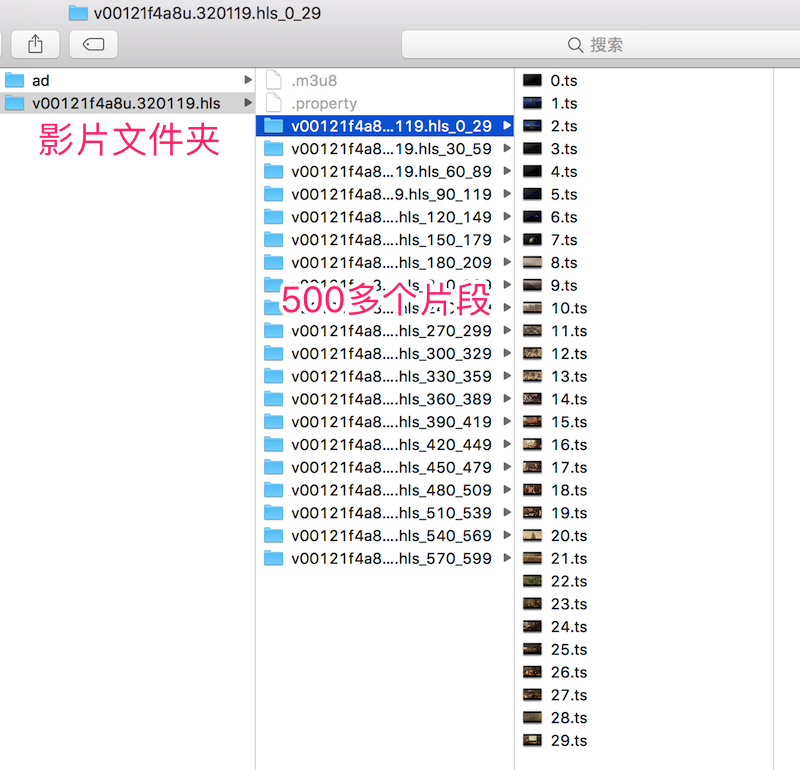 v00121f4a8u.320119.hls_0_29
搜索
ad
v00121f4a8u.320119.hls
影片文件夹
.m3u8
.property
v00121f4a8...119.hls_0_29
v00121f4a8...19.hls_30_59
v00121f4a8...19.hls_60_89
v00121f4a8...9.hls_90_119
v00121f4a8....hls_120_149
v00121f4a8....hls_150_179
v00121f4a8....hls_180_209
500多个片段
v00121f4a8....hls_270_299
v00121f4a8....hls_300_329
v00121f4a8....hls_330_359
v00121f4a8....hls_360_389
v00121f4a8....hls_390_419
v00121f4a8....hls_420_449
v00121f4a8....hls_450_479
v00121f4a8....hls_480_509
v00121f4a8....hls_510_539
v00121f4a8....hls_540_569
v00121f4a8....hls_570_599
0.ts
1.ts
2.ts
3.ts
4.ts
5.ts
6.ts
7.ts
8.ts
9.ts
10.ts
11.ts
12.ts
13.ts
14.ts
15.ts
16.ts
17.ts
18.ts
19.ts
20.ts
21.ts
22.ts
23.ts
24.ts
25.ts
26.ts
27.ts
28.ts
29.ts